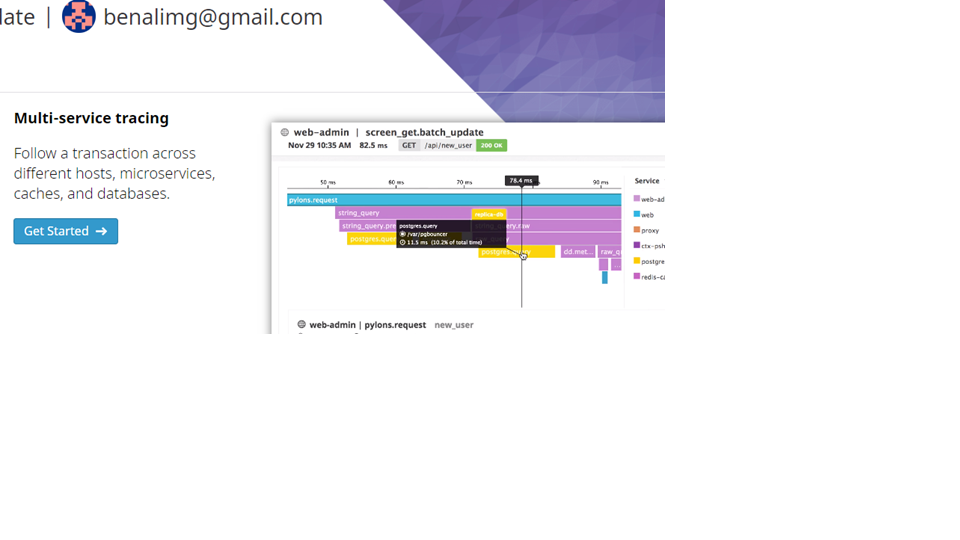 late | benalimg@gmail.com
Multi-service tracing
Follow a transaction across
different hosts, microservices,
caches, and databases.
Get Started →
web-admin | screen_get.batch_update
Nov 29 10:35 AM 82.5 ms GET /api/new_user 200 OK
78.4 ms
50 ms 60 ms 70 ms 90 ms
pylons.request
string_query replica-db
string_query.pre .raw
postgres.query
/var/pgbouncer
11.5 ms (10.2% of total time)
postgres.que
postgres
dd.met... raw_q
Service
web-ad
web
proxy
ctx-psh
postgre
redis-ca
web-admin | pylons.request new_user